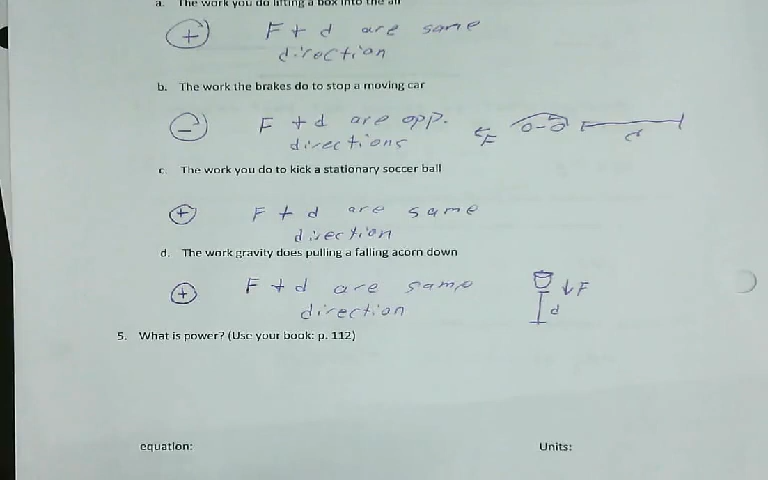 a. The work you do lifting a box into the air
+ F + d are same
direction
b. The work the brakes do to stop a moving car
− F + d are opp.
directions
F d
c. The work you do to kick a stationary soccer ball
+ F + d are same
direction
d. The work gravity does pulling a falling acorn down
+ F + d are same
direction
↓F
d
5. What is power? (Use your book: p. 112)
equation: Units: